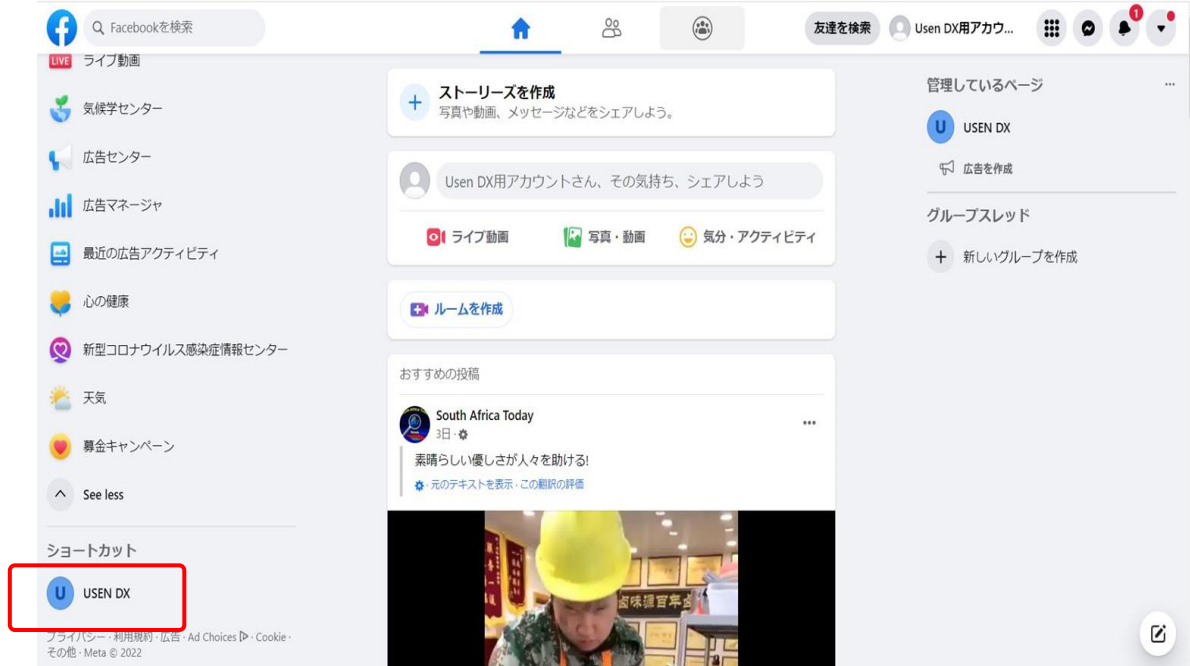 Facebookを検索
友達を検索
Usen DX用アカウ...
1
LIVE ライブ動画
気候学センター
広告センター
広告マネージャ
最近の広告アクティビティ
心の健康
新型コロナウイルス感染症情報センター
天気
募金キャンペーン
See less
ショートカット
U USEN DX
プライバシー · 利用規約 · 広告 · Ad Choices · Cookie ·
その他 · Meta © 2022
ストーリーズを作成
写真や動画、メッセージなどをシェアしよう。
Usen DX用アカウントさん、その気持ち、シェアしよう
ライブ動画
写真・動画
気分・アクティビティ
ルームを作成
おすすめの投稿
South Africa Today
3日 ·
素晴らしい優しさが人々を助ける!
· 元のテキストを表示 · この翻訳の評価
卤味源百年卤
管理しているページ
U USEN DX
広告を作成
グループスレッド
新しいグループを作成